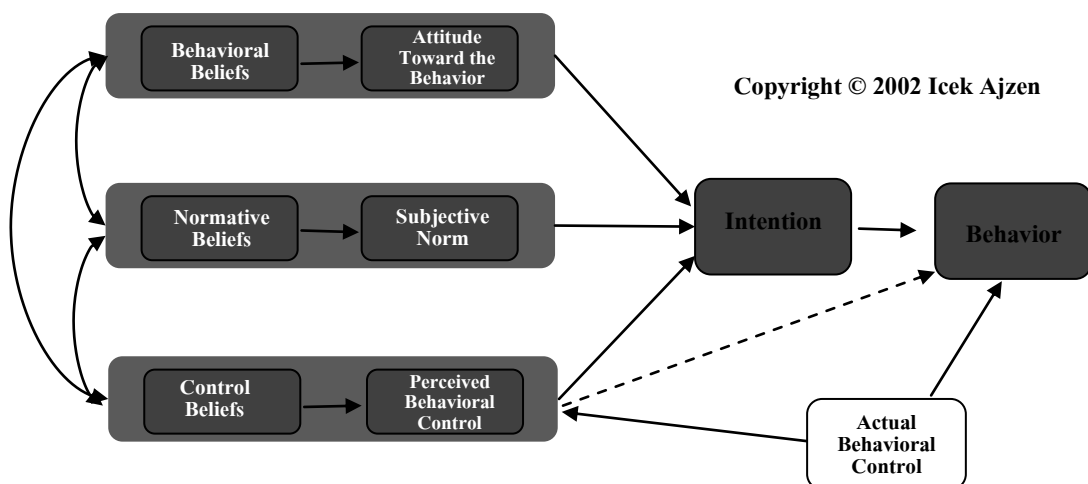 Behavioral
Beliefs
Attitude
Toward the
Behavior
Copyright © 2002 Icek Ajzen
Normative
Beliefs
Subjective
Norm
Intention
Behavior
Control
Beliefs
Perceived
Behavioral
Control
Actual
Behavioral
Control